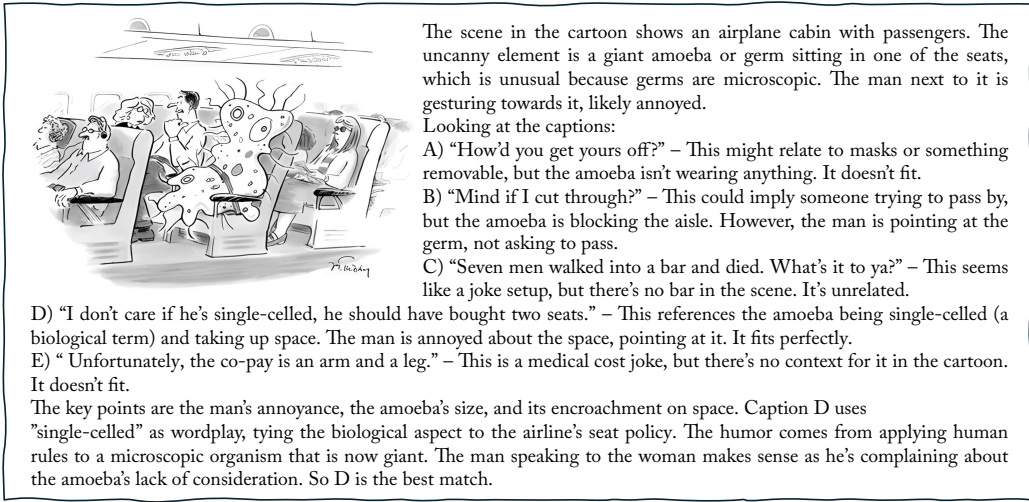 The scene in the cartoon shows an airplane cabin with passengers. The
uncanny element is a giant amoeba or germ sitting in one of the seats,
which is unusual because germs are microscopic. The man next to it is
gesturing towards it, likely annoyed.
Looking at the captions:
A) “How’d you get yours off?” – This might relate to masks or something
removable, but the amoeba isn’t wearing anything. It doesn’t fit.
B) “Mind if I cut through?” – This could imply someone trying to pass by,
but the amoeba is blocking the aisle. However, the man is pointing at the
germ, not asking to pass.
C) “Seven men walked into a bar and died. What’s it to ya?” – This seems
like a joke setup, but there’s no bar in the scene. It’s unrelated.
D) “I don’t care if he’s single-celled, he should have bought two seats.” – This references the amoeba being single-celled (a
biological term) and taking up space. The man is annoyed about the space, pointing at it. It fits perfectly.
E) “ Unfortunately, the co-pay is an arm and a leg.” – This is a medical cost joke, but there’s no context for it in the cartoon.
It doesn’t fit.
The key points are the man’s annoyance, the amoeba’s size, and its encroachment on space. Caption D uses
”single-celled” as wordplay, tying the biological aspect to the airline’s seat policy. The humor comes from applying human
rules to a microscopic organism that is now giant. The man speaking to the woman makes sense as he’s complaining about
the amoeba’s lack of consideration. So D is the best match.